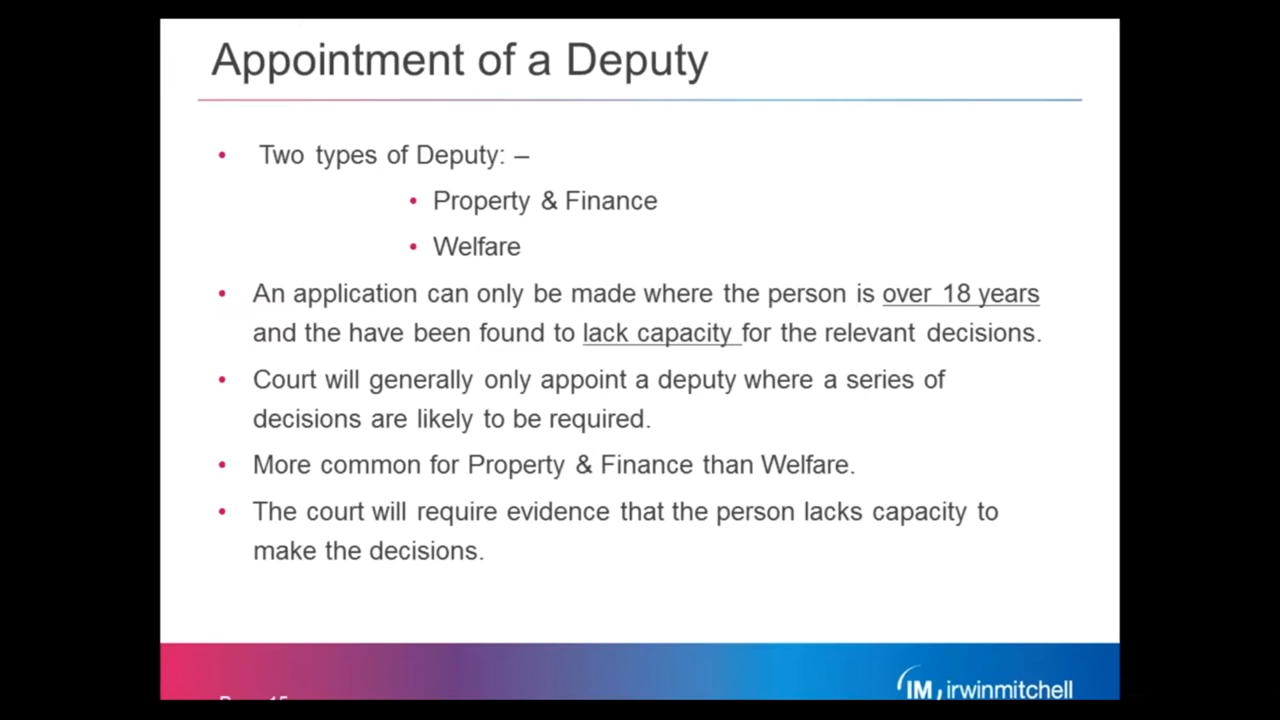 Appointment of a Deputy
• Two types of Deputy: –
• Property & Finance
• Welfare
• An application can only be made where the person is over 18 years
and the have been found to lack capacity for the relevant decisions.
• Court will generally only appoint a deputy where a series of
decisions are likely to be required.
• More common for Property & Finance than Welfare.
• The court will require evidence that the person lacks capacity to
make the decisions.
IM, irwinmitchell